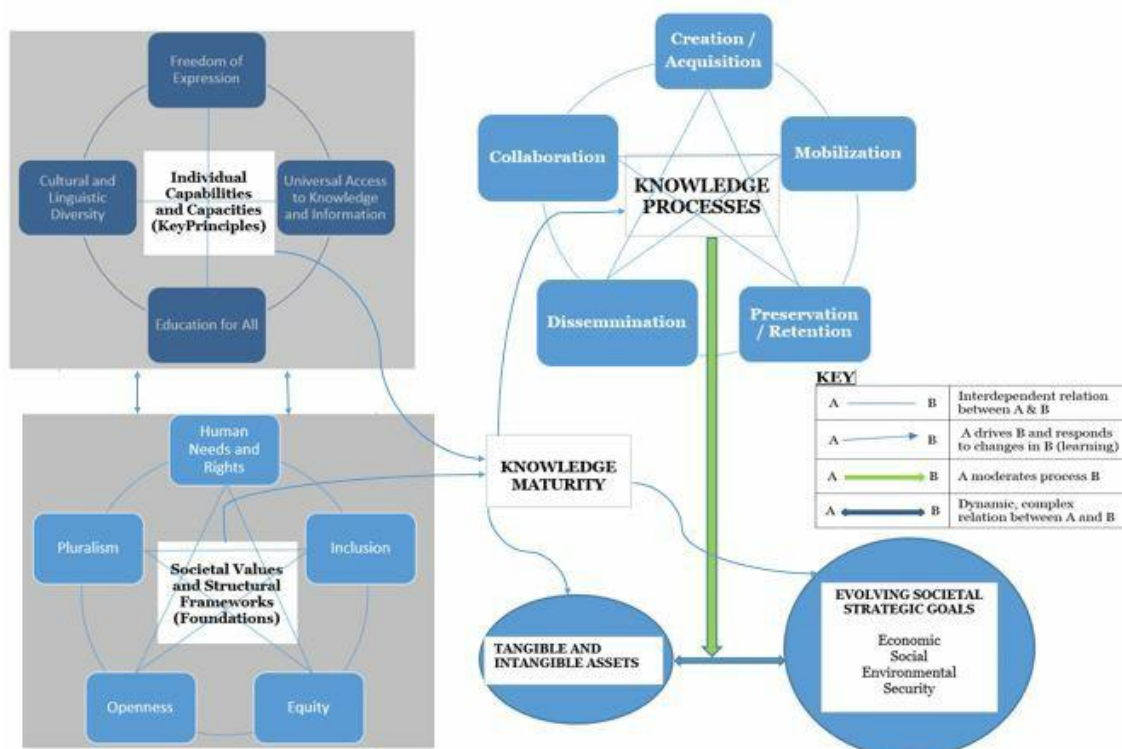 Freedom of
Expression
Cultural and
Linguistic
Diversity
Individual
Capabilities
and Capacities
(KeyPrinciples)
Universal Access
to Knowledge
and Information
Education for All
Human
Needs and
Rights
Pluralism
Inclusion
Societal Values
and Structural
Frameworks
(Foundations)
Openness
Equity
Creation /
Acquisition
Collaboration
Mobilization
KNOWLEDGE
PROCESSES
Dissemmination
Preservation
/ Retention
KNOWLEDGE
MATURITY
KEY
A B Interdependent relation
between A & B
A B A drives B and responds
to changes in B (learning)
A B A moderates process B
A B Dynamic, complex
relation between A and B
TANGIBLE AND
INTANGIBLE ASSETS
EVOLVING SOCIETAL
STRATEGIC GOALS
Economic
Social
Environmental
Security